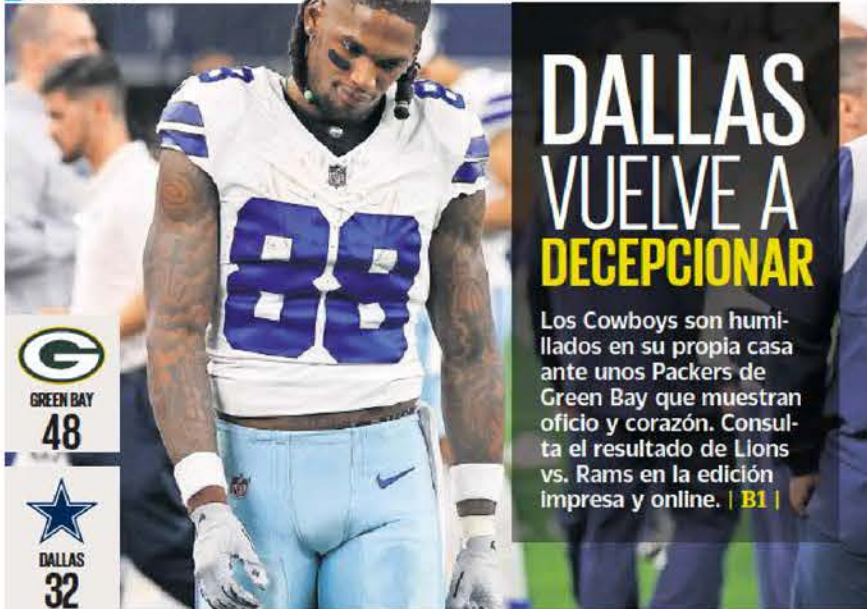 DALLAS
VUELVE A
DECEPCIONAR
Los Cowboys son humi-
llados en su propia casa
ante unos Packers de
Green Bay que muestran
oficio y corazón. Consul-
ta el resultado de Lions
vs. Rams en la edición
impresa y online. | B1 |
G
GREEN BAY
48
DALLAS
32
88
88
NFL